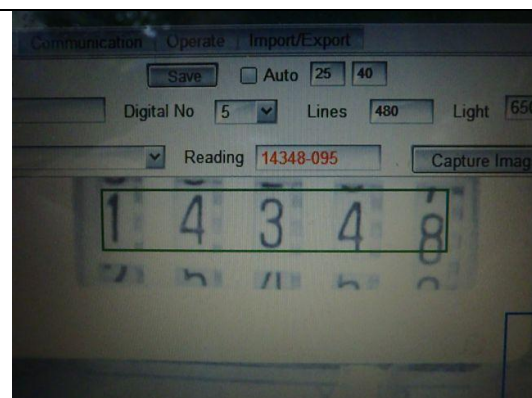 Communication Operate Import/Export
Save Auto 25 40
Digital No 5 Lines 480 Light 650
Reading 14348-095 Capture Imag
1 4 3 4 8